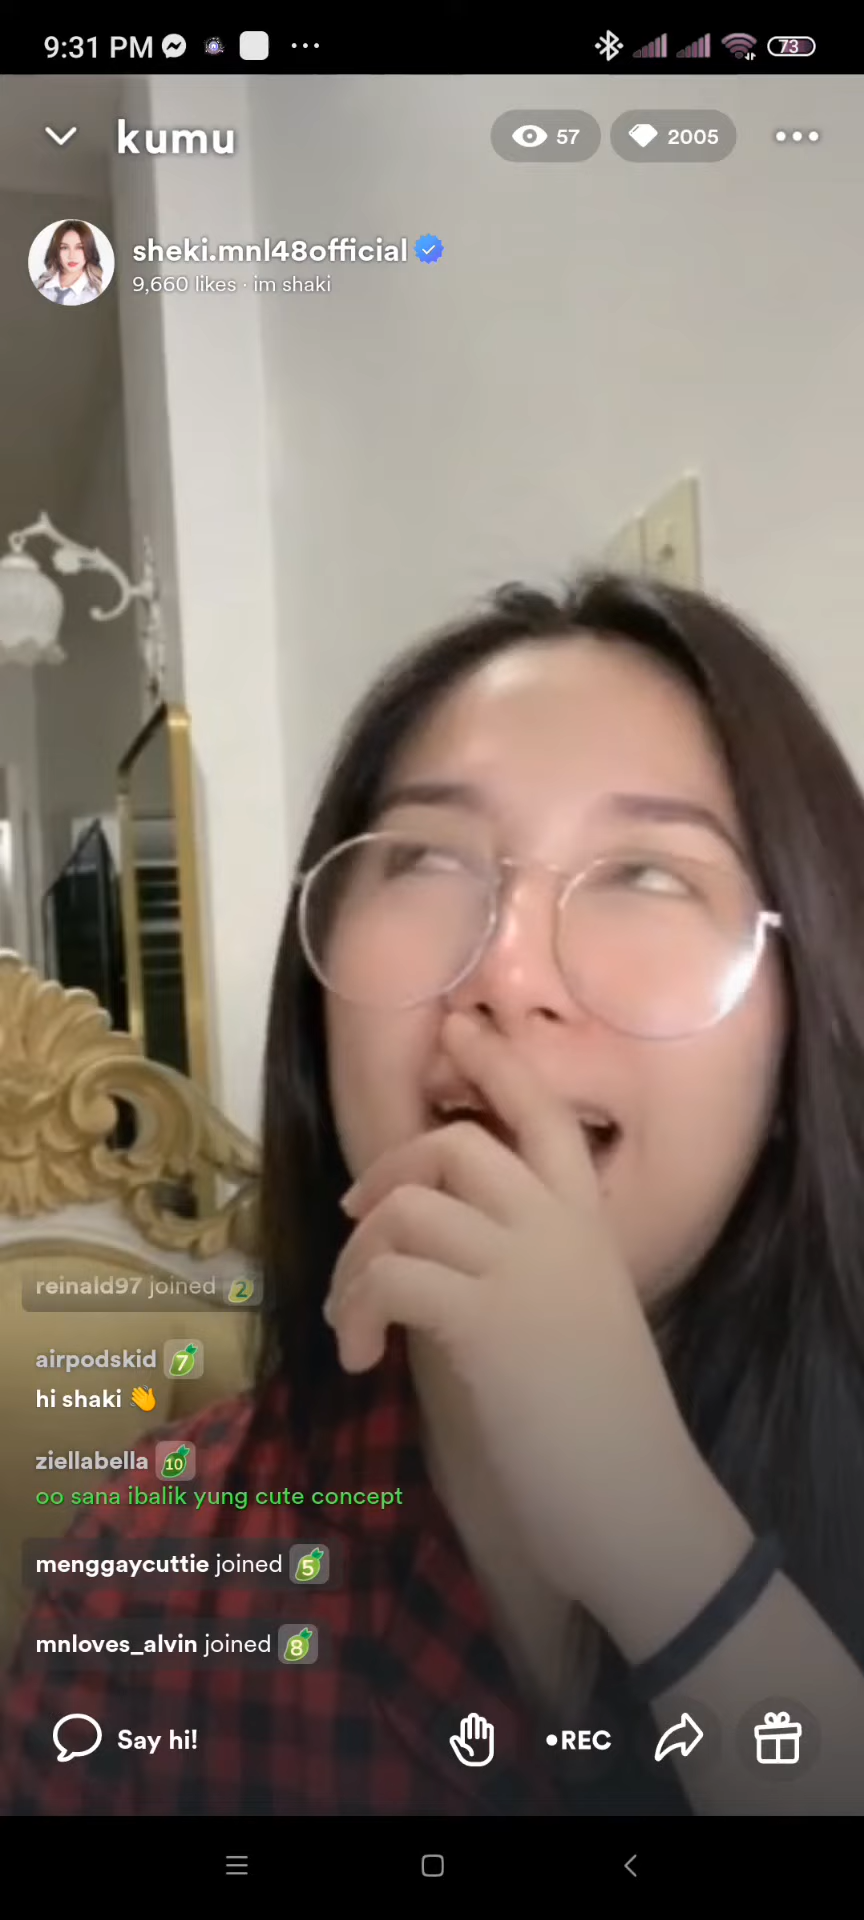 9:31 PM
73
kumu
57
2005
sheki.mnl48official
9,660 likes · im shaki
reinald97 joined 2
airpodskid 7
hi shaki 👋
ziellabella 10
oo sana ibalik yung cute concept
menggaycuttie joined 5
mnloves_alvin joined 8
Say hi!
•REC